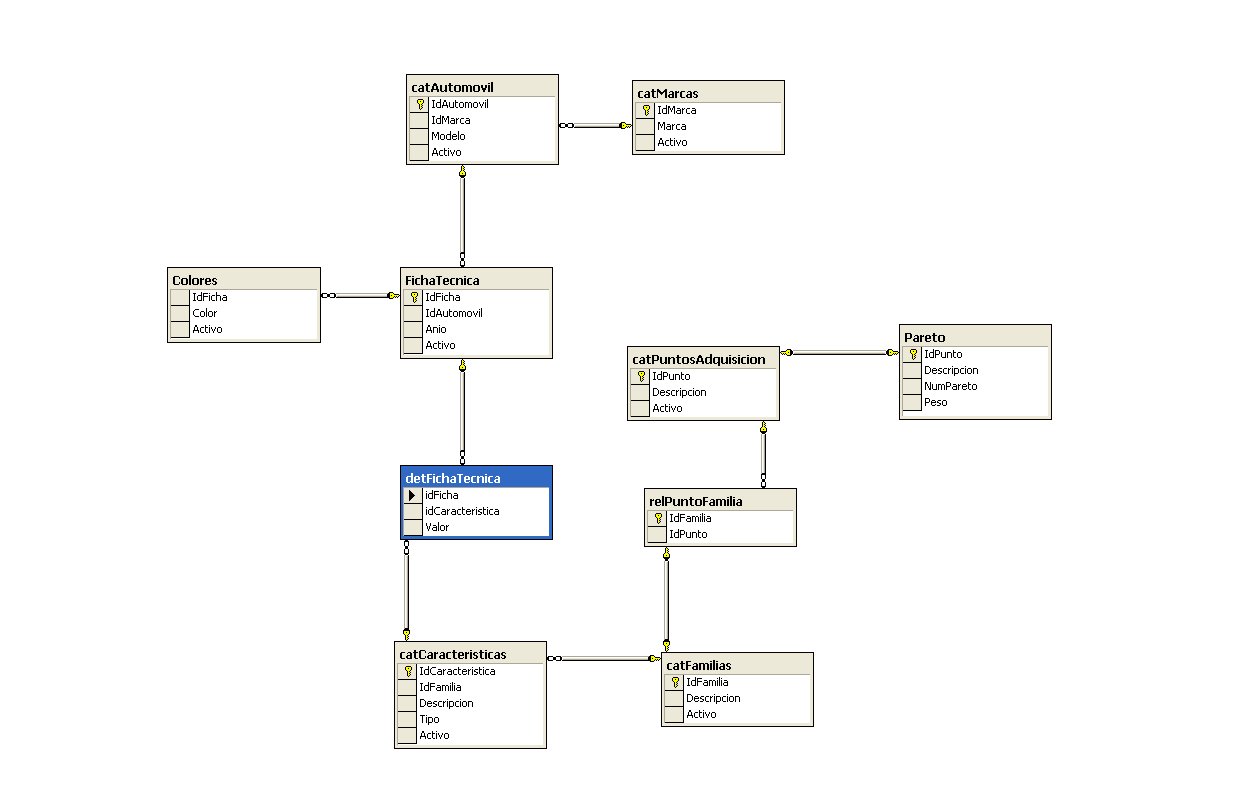 catAutomovil
IdAutomovil
IdMarca
Modelo
Activo
catMarcas
IdMarca
Marca
Activo
Colores
IdFicha
Color
Activo
FichaTecnica
IdFicha
IdAutomovil
Anio
Activo
catPuntosAdquisicion
IdPunto
Descripcion
Activo
Pareto
IdPunto
Descripcion
NumPareto
Peso
detFichaTecnica
idFicha
idCaracteristica
Valor
relPuntoFamilia
IdFamilia
IdPunto
catCaracteristicas
IdCaracteristica
IdFamilia
Descripcion
Tipo
Activo
catFamilias
IdFamilia
Descripcion
Activo